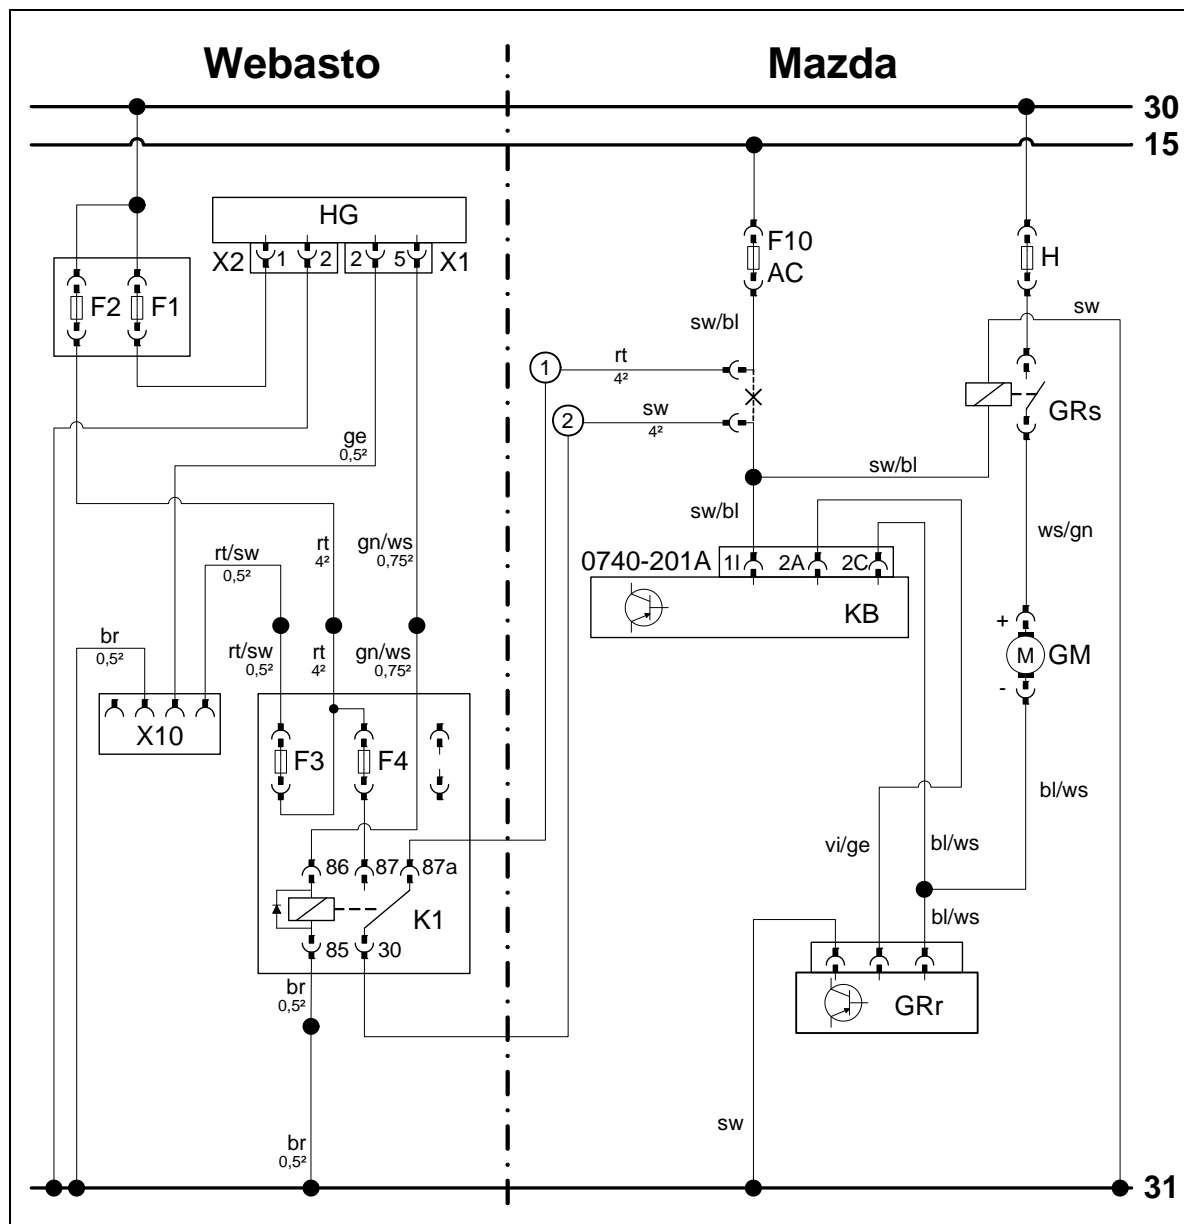 Webasto
Mazda
30
15
HG
X2
1
2
2
5
X1
F2
F1
F10
AC
H
sw/bl
sw
1
rt
4²
2
sw
4²
GRs
ge
0,5²
sw/bl
sw/bl
ws/gn
rt/sw
0,5²
rt
4²
gn/ws
0,75²
0740-201A
1I
2A
2C
KB
br
0,5²
rt/sw
0,5²
rt
4²
gn/ws
0,75²
+
M
GM
-
X10
F3
F4
bl/ws
vi/ge
bl/ws
86
87
87a
K1
85
30
bl/ws
br
0,5²
GRr
sw
br
0,5²
31